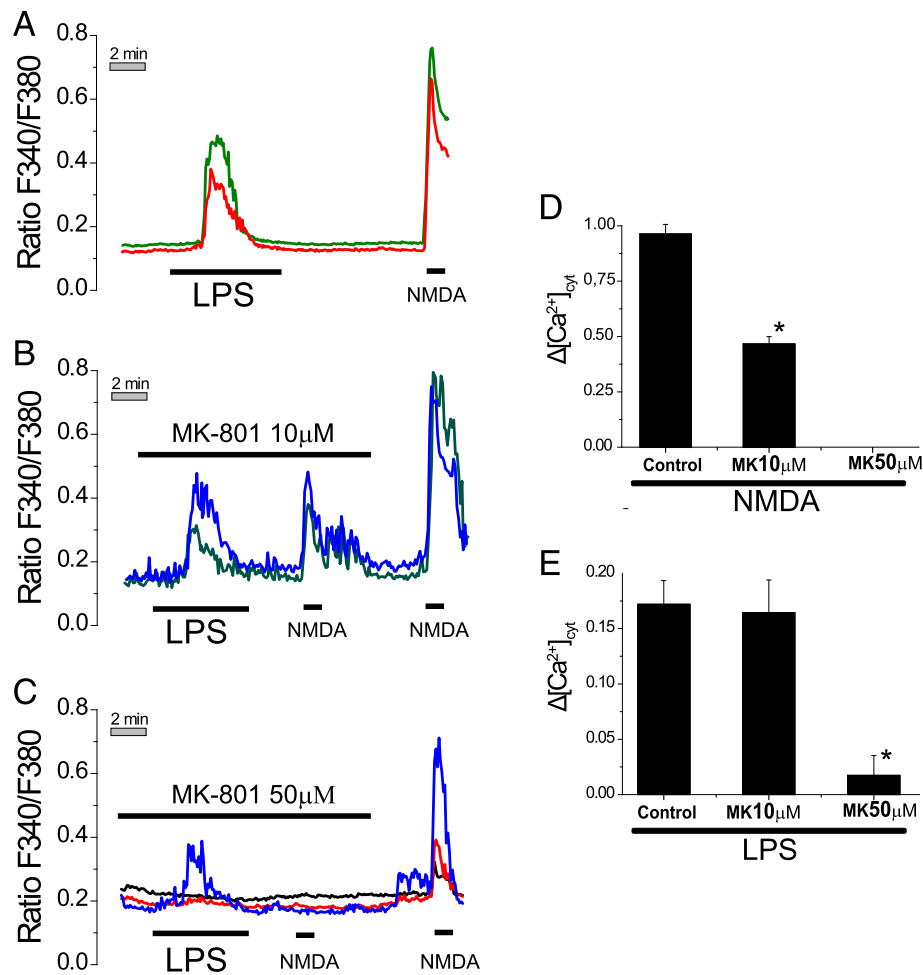 A
Ratio F340/F380
0.8
0.6
0.4
0.2
0.0
2 min
LPS
NMDA
B
Ratio F340/F380
0.8
0.6
0.4
0.2
0.0
2 min
MK-801 10μM
LPS
NMDA
NMDA
C
Ratio F340/F380
0.8
0.6
0.4
0.2
0.0
2 min
MK-801 50μM
LPS
NMDA
NMDA
D
Δ[Ca²⁺]cyt
1.00
0.75
0.50
0.25
0.00
*
Control
MK10μM
MK50μM
NMDA
E
Δ[Ca²⁺]cyt
0.20
0.15
0.10
0.05
0.00
*
Control
MK10μM
MK50μM
LPS